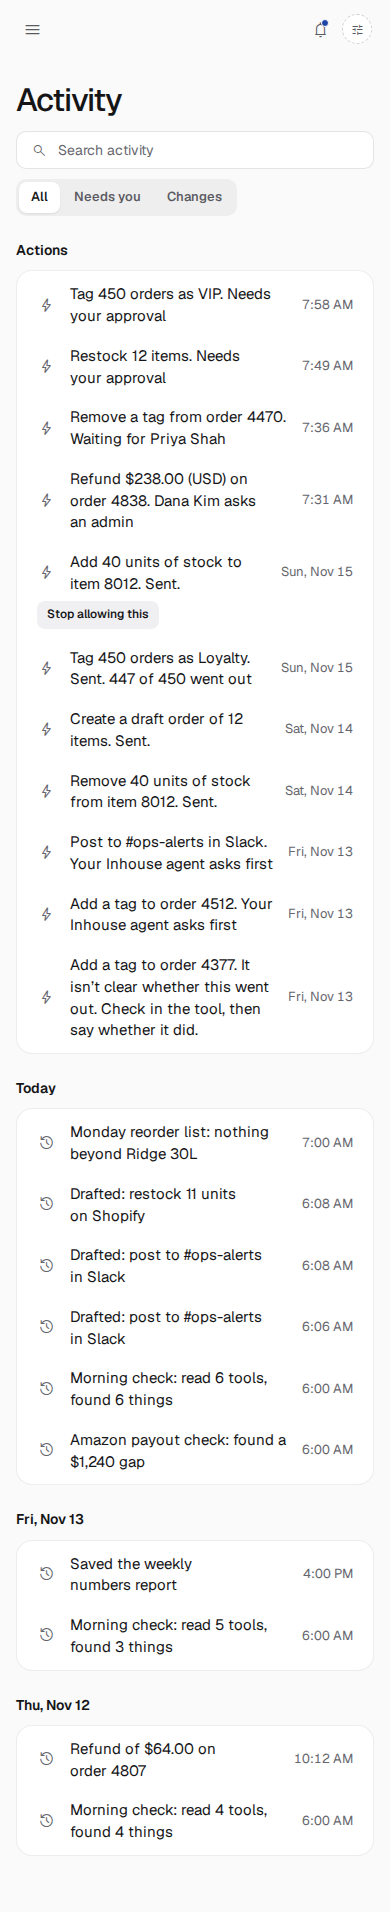 Activity
Search activity
All Needs you Changes
Actions
Tag 450 orders as VIP. Needs
your approval
7:58 AM
Restock 12 items. Needs
your approval
7:49 AM
Remove a tag from order 4470.
Waiting for Priya Shah
7:36 AM
Refund $238.00 (USD) on
order 4838. Dana Kim asks
an admin
7:31 AM
Add 40 units of stock to
item 8012. Sent.
Sun, Nov 15
Stop allowing this
Tag 450 orders as Loyalty.
Sent. 447 of 450 went out
Sun, Nov 15
Create a draft order of 12
items. Sent.
Sat, Nov 14
Remove 40 units of stock
from item 8012. Sent.
Sat, Nov 14
Post to #ops-alerts in Slack.
Your Inhouse agent asks first
Fri, Nov 13
Add a tag to order 4512. Your
Inhouse agent asks first
Fri, Nov 13
Add a tag to order 4377. It
isn’t clear whether this went
out. Check in the tool, then
say whether it did.
Fri, Nov 13
Today
Monday reorder list: nothing
beyond Ridge 30L
7:00 AM
Drafted: restock 11 units
on Shopify
6:08 AM
Drafted: post to #ops-alerts
in Slack
6:08 AM
Drafted: post to #ops-alerts
in Slack
6:06 AM
Morning check: read 6 tools,
found 6 things
6:00 AM
Amazon payout check: found a
$1,240 gap
6:00 AM
Fri, Nov 13
Saved the weekly
numbers report
4:00 PM
Morning check: read 5 tools,
found 3 things
6:00 AM
Thu, Nov 12
Refund of $64.00 on
order 4807
10:12 AM
Morning check: read 4 tools,
found 4 things
6:00 AM